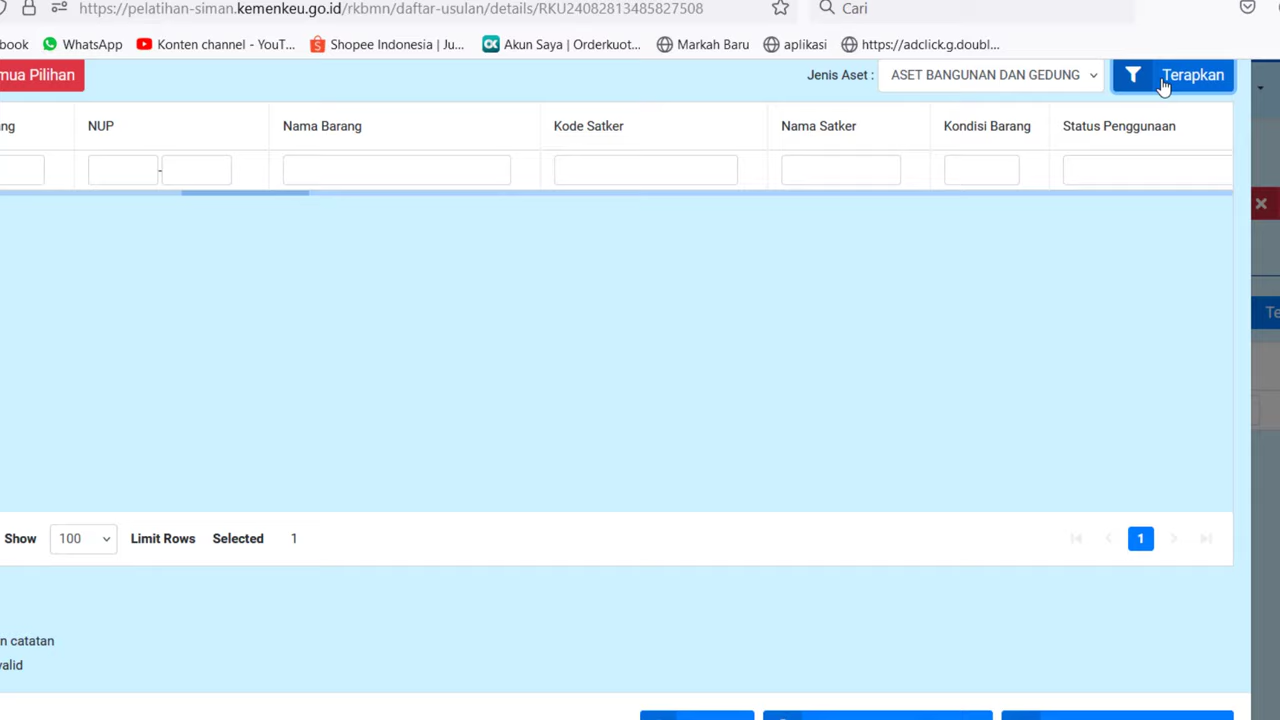 https://pelatihan-siman.kemenkeu.go.id/rkbmn/daftar-usulan/details/RKU24082813485827508
Cari
book WhatsApp Konten channel - YouT... Shopee Indonesia | Ju... Akun Saya | Orderkuot... Markah Baru aplikasi https://adclick.g.doubl...
mua Pilihan Jenis Aset : ASET BANGUNAN DAN GEDUNG Terapkan
ng NUP Nama Barang Kode Satker Nama Satker Kondisi Barang Status Penggunaan
-
Te
Show 100 Limit Rows Selected 1 1
n catatan
valid